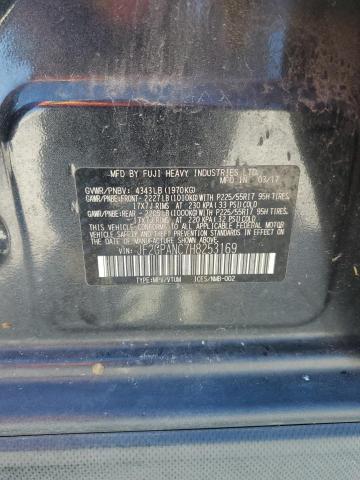 MFD BY FUJI HEAVY INDUSTRIES LTD.
MADE IN 03/17
GVWR/PNBV: 4343LB(1970KG)
GAWR/PNBE:FRONT- 2227LB(1010KG) WITH P225/55R17 95H TIRES,
17X7J RIMS AT 230 KPA(33 PSI)COLD
GAWR/PNBE:REAR - 2205LB(1000KG) WITH P225/55R17 95H TIRES,
17X7J RIMS AT 220 KPA(32 PSI)COLD
THIS VEHICLE CONFORMS TO ALL APPLICABLE FEDERAL MOTOR
VEHICLE SAFETY, BUMPER, AND THEFT PREVENTION STANDARDS
IN EFFECT ON THE DATE OF MANUFACTURE SHOWN ABOVE.
VIN: JF2GPANC7H8253169
TYPE:MPV/VTUM ICES/NMB-002